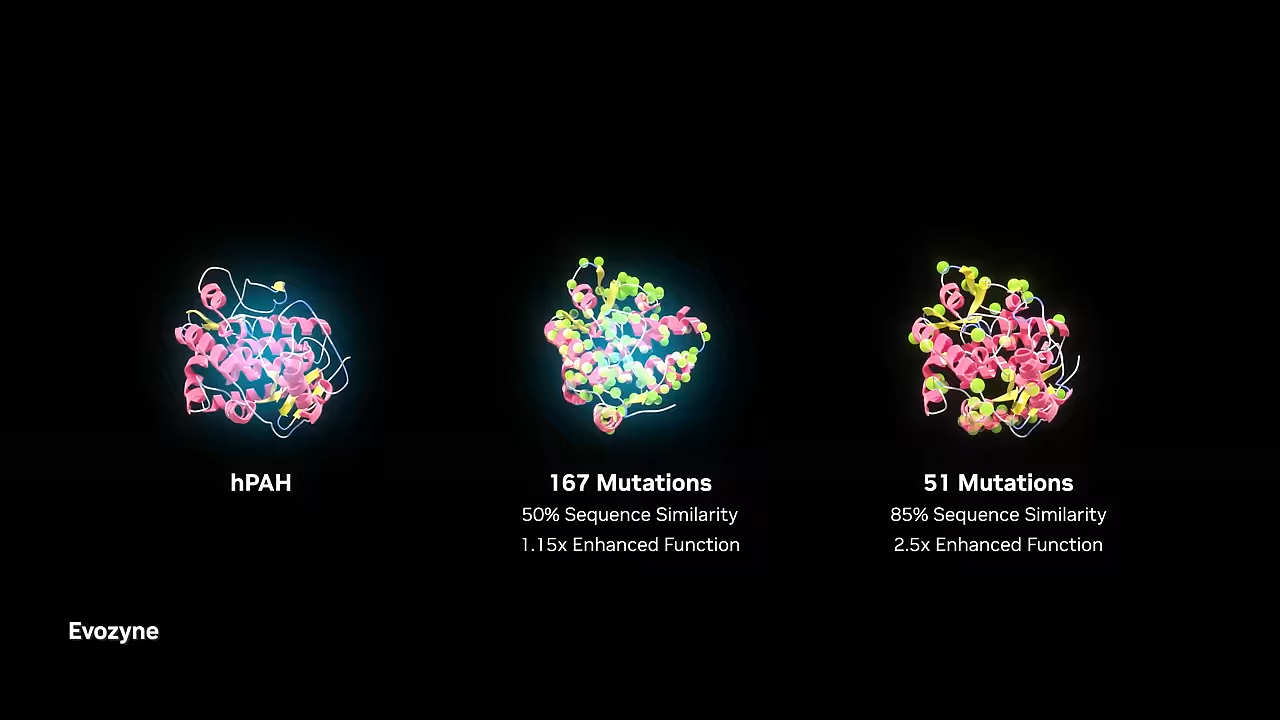 hPAH
167 Mutations
50% Sequence Similarity
1.15x Enhanced Function
51 Mutations
85% Sequence Similarity
2.5x Enhanced Function
Evozyne